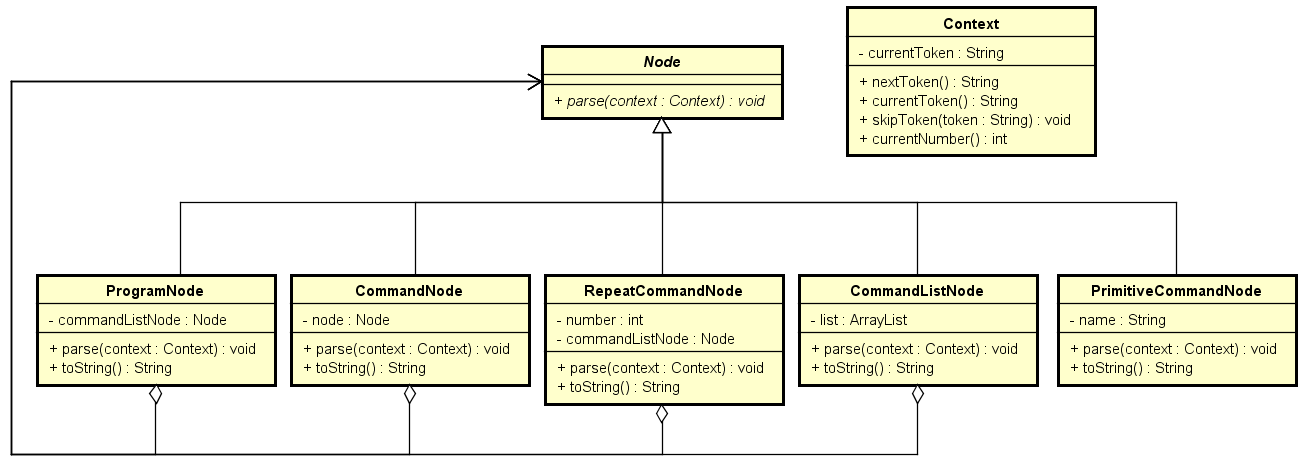 Node
+ parse(context : Context) : void
Context
- currentToken : String
+ nextToken() : String
+ currentToken() : String
+ skipToken(token : String) : void
+ currentNumber() : int
ProgramNode
- commandListNode : Node
+ parse(context : Context) : void
+ toString() : String
CommandNode
- node : Node
+ parse(context : Context) : void
+ toString() : String
RepeatCommandNode
- number : int
- commandListNode : Node
+ parse(context : Context) : void
+ toString() : String
CommandListNode
- list : ArrayList
+ parse(context : Context) : void
+ toString() : String
PrimitiveCommandNode
- name : String
+ parse(context : Context) : void
+ toString() : String